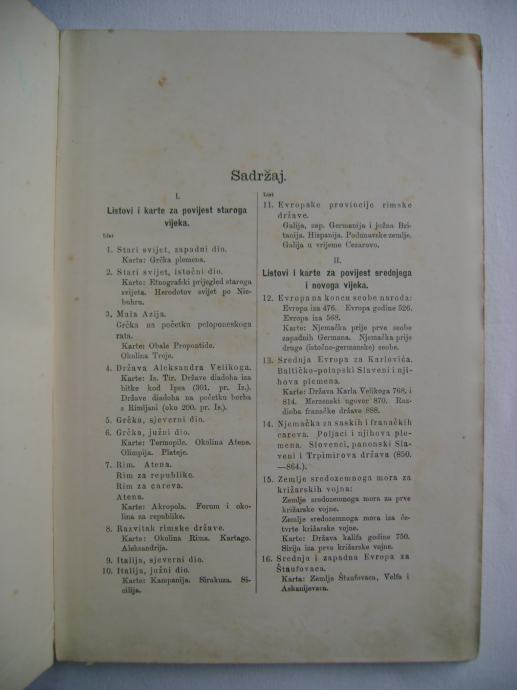 Sadržaj.
I.
Listovi i karte za povijest staroga
vijeka.
List
1. Stari svijet, zapadni dio.
Karta: Grčka plemena.
2. Stari svijet, istočni dio.
Karte: Etnografski prijegled staroga
svijeta. Herodotov svijet po Nie-
buhru.
3. Mala Azija.
Grčka na početku peloponeskoga
rata.
Karte: Obale Propontide.
Okolina Troje.
4. Država Aleksandra Velikoga.
Karte: Is. Tir. Države diadoha iza
bitke kod Ipsa (301. pr. Is.).
Države diadoha na početku borba
s Rimljani (oko 200. pr. Is.).
5. Grčka, sjeverni dio.
6. Grčka, južni dio.
Karte: Termopile. Okolina Atene.
Olimpija. Plateje.
7. Rim. Atena.
Rim za republike.
Rim za careva.
Atena.
Karte: Akropola. Forum i oko-
lina za republike.
8. Razvitak rimske države.
Karte: Okolina Rima. Kartago.
Aleksandrija.
9. Italija, sjeverni dio.
10. Italija, južni dio.
Karte: Kampanija. Sirakuza. Si-
cilija.
List
11. Evropske provincije rimske
države.
Galija, zap. Germanija i južna Bri-
tanija. Hispanija. Podunavske zemlje.
Galija u vrijeme Cezarovo.
II.
Listovi i karte za povijest srednjega
i novoga vijeka.
12. Evropa na koncu seobe naroda:
Evropa iza 476. Evropa godine 526.
Evropa iza 568.
Karte: Njemačka prije prve seobe
zapadnih Germana. Njemačka prije
druge (istočno-germanske) seobe.
13. Srednja Evropa za Karlovića.
Baltičko-polapski Slaveni i nji-
hova plemena.
Karte: Država Karla Velikoga 768, i
814. Merzenski ugovor 870. Raz-
dioba franačke države 888.
14. Njemačka za saskih i franačkih
careva. Poljaci i njihova ple-
mena. Slovenci, panonski Sla-
veni i Trpimirova država (850.
—864.).
15. Zemlje sredozemnoga mora za
križarskih vojna:
Zemlje sredozemnoga mora za prve
križarske vojne.
Zemlje sredozemnoga mora iza če-
tvrte križarske vojne.
Karte: Država kalifa godine 750.
Sirija iza prve križarske vojne.
16. Srednja i zapadna Evropa za
Štaufovaca.
Karta: Zemlje Štaufovaca, Velfa i
Askanijevaca.